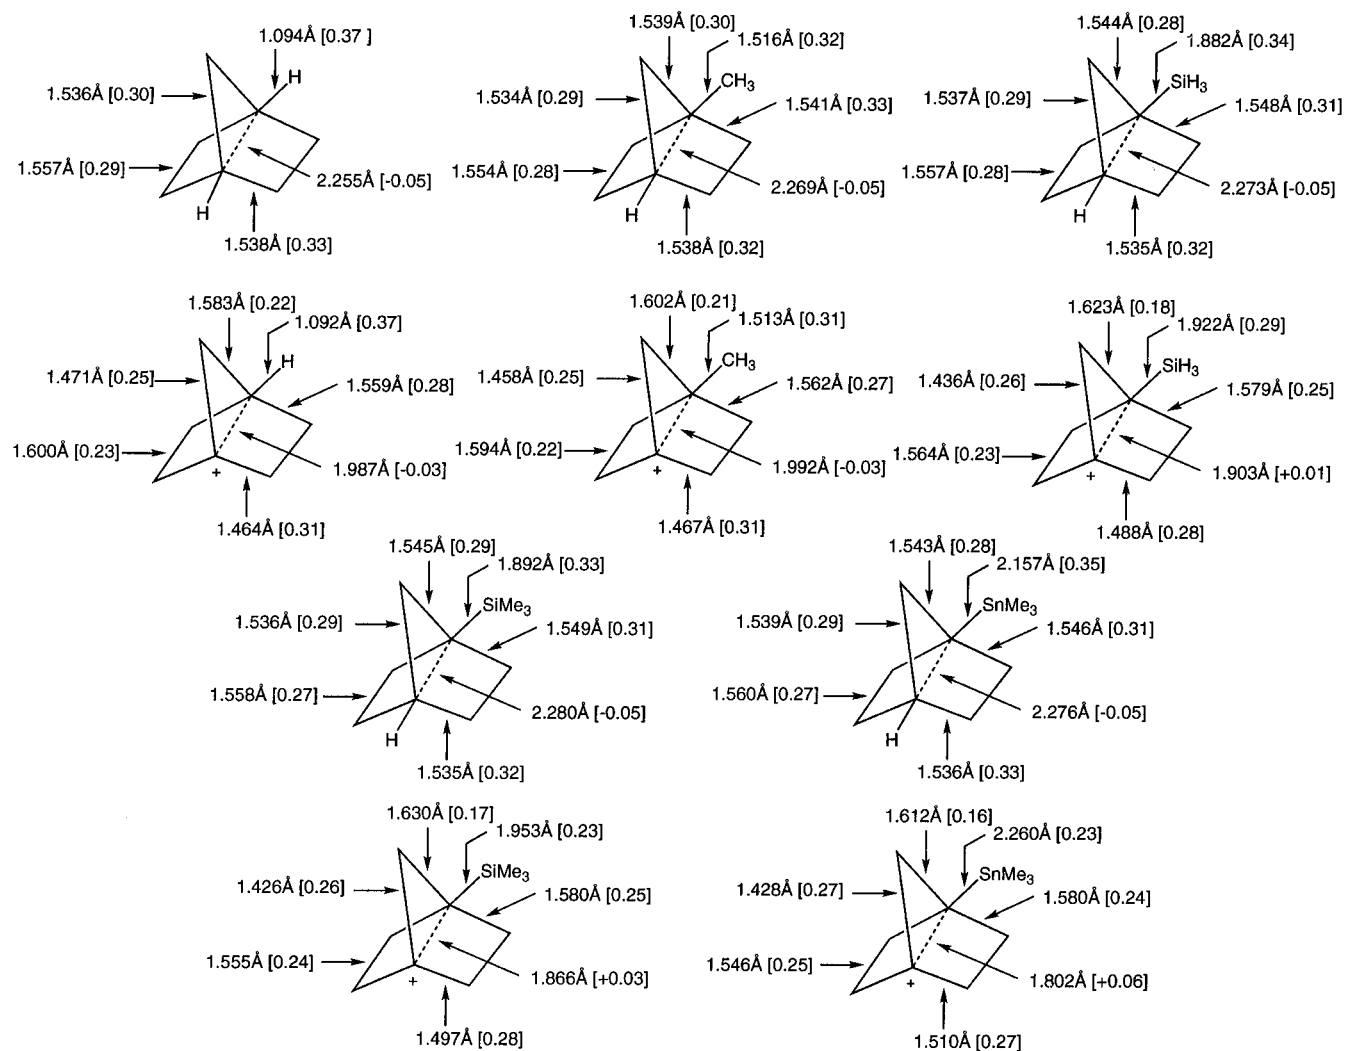 1.094Å [0.37 ]
H
1.536Å [0.30]
1.557Å [0.29]
2.255Å [-0.05]
H
1.538Å [0.33]
1.539Å [0.30]
1.516Å [0.32]
CH3
1.534Å [0.29]
1.541Å [0.33]
1.554Å [0.28]
2.269Å [-0.05]
H
1.538Å [0.32]
1.544Å [0.28]
1.882Å [0.34]
SiH3
1.537Å [0.29]
1.548Å [0.31]
1.557Å [0.28]
2.273Å [-0.05]
H
1.535Å [0.32]
1.583Å [0.22]
1.092Å [0.37]
H
1.471Å [0.25]
1.559Å [0.28]
1.600Å [0.23]
1.987Å [-0.03]
+
1.464Å [0.31]
1.602Å [0.21]
1.513Å [0.31]
CH3
1.458Å [0.25]
1.562Å [0.27]
1.594Å [0.22]
1.992Å [-0.03]
+
1.467Å [0.31]
1.623Å [0.18]
1.922Å [0.29]
SiH3
1.436Å [0.26]
1.579Å [0.25]
1.564Å [0.23]
1.903Å [+0.01]
+
1.488Å [0.28]
1.545Å [0.29]
1.892Å [0.33]
SiMe3
1.536Å [0.29]
1.549Å [0.31]
1.558Å [0.27]
2.280Å [-0.05]
H
1.535Å [0.32]
1.543Å [0.28]
2.157Å [0.35]
SnMe3
1.539Å [0.29]
1.546Å [0.31]
1.560Å [0.27]
2.276Å [-0.05]
H
1.536Å [0.33]
1.630Å [0.17]
1.953Å [0.23]
SiMe3
1.426Å [0.26]
1.580Å [0.25]
1.555Å [0.24]
1.866Å [+0.03]
+
1.497Å [0.28]
1.612Å [0.16]
2.260Å [0.23]
SnMe3
1.428Å [0.27]
1.580Å [0.24]
1.546Å [0.25]
1.802Å [+0.06]
+
1.510Å [0.27]